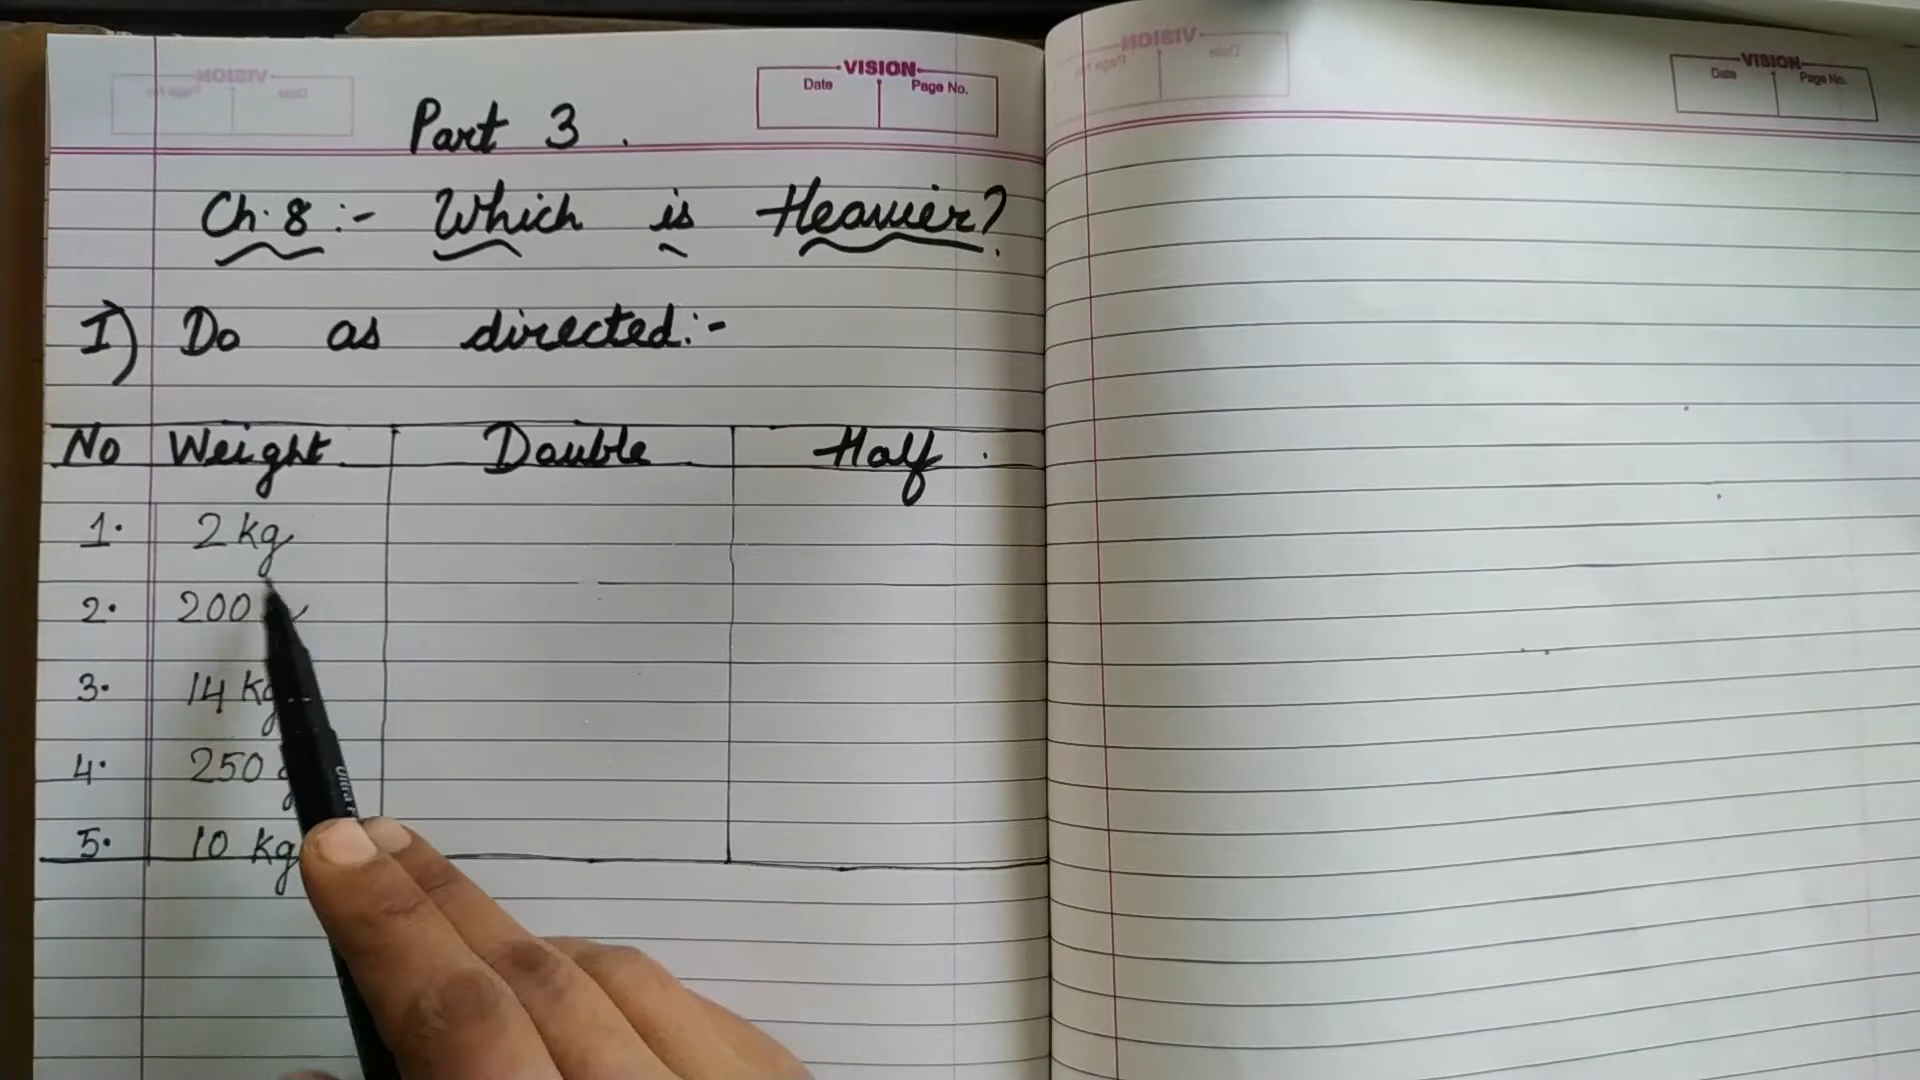 VISION
Date Page No.
Part 3.
Ch. 8 :- Which is Heavier?
I) Do as directed:-
No Weight Double Half.
1. 2 kg
2. 200
3. 14 kg
4. 250 g
5. 10 kg
VISION
Date Page No.